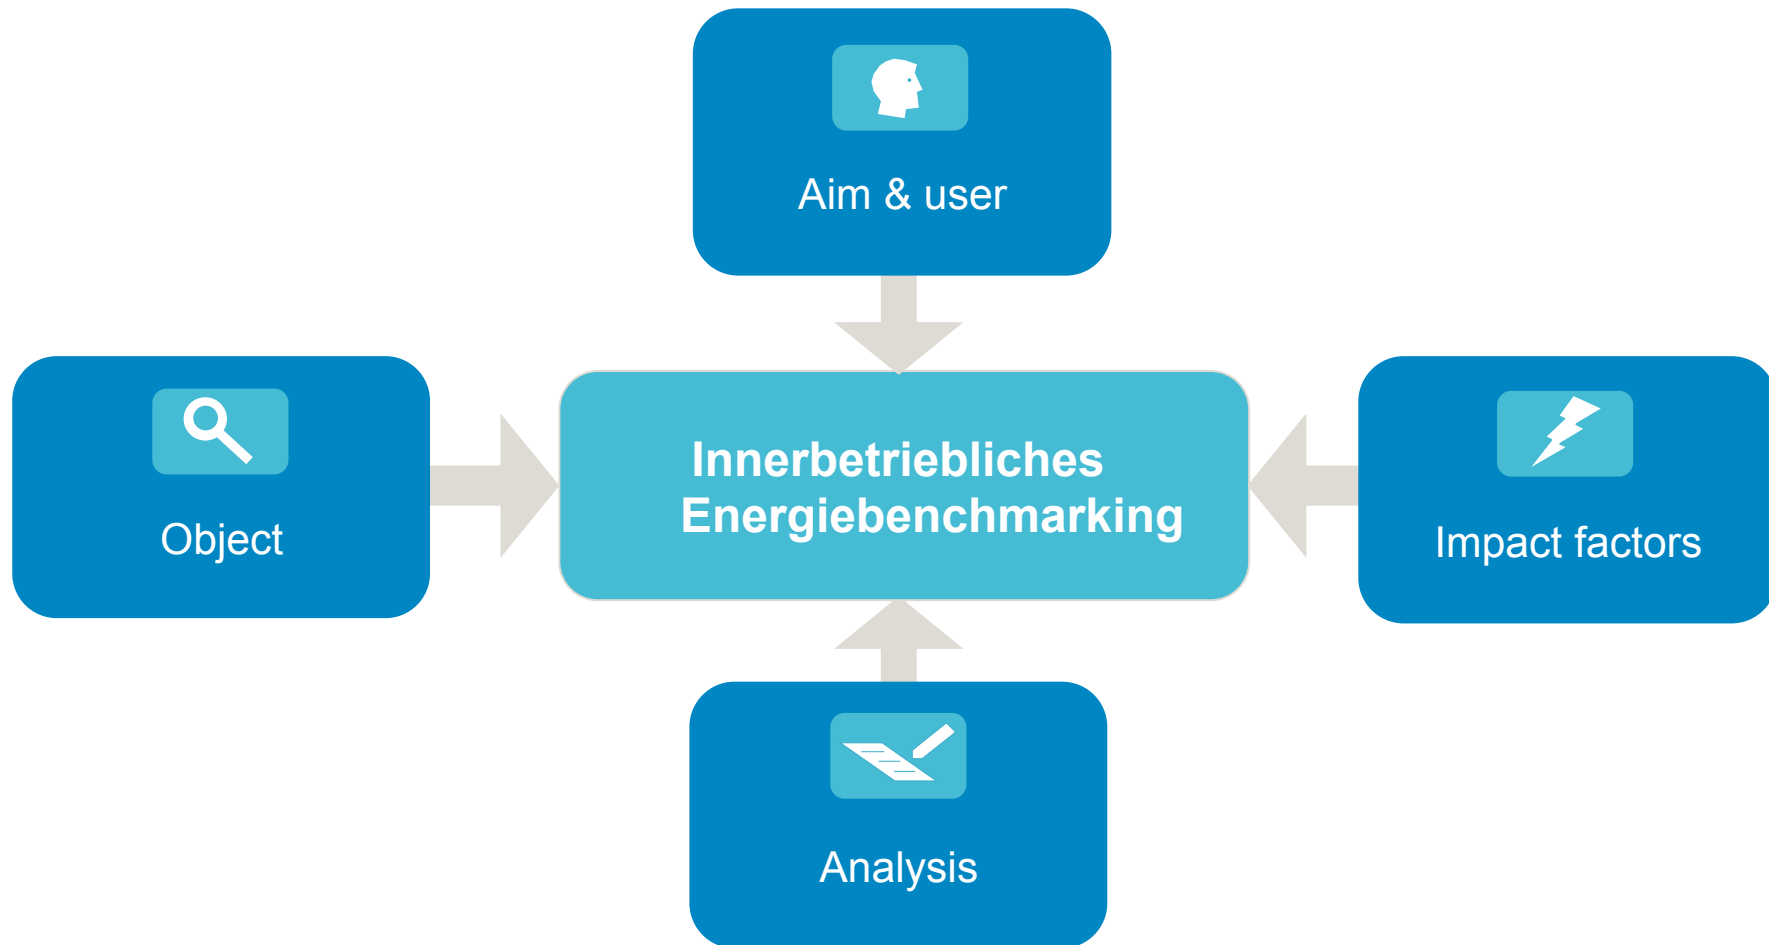 Aim & user
Object
Innerbetriebliches
Energiebenchmarking
Impact factors
Analysis